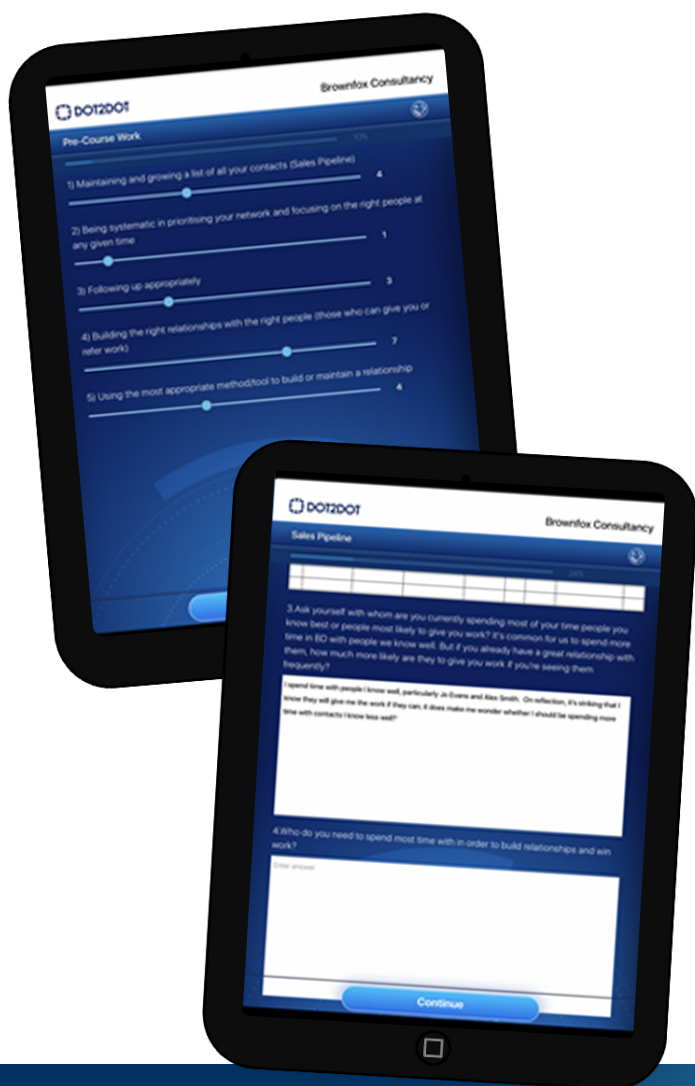 DOT2DOT
Brownfox Consultancy
Pre-Course Work
10%
1) Maintaining and growing a list of all your contacts (Sales Pipeline)
4
2) Being systematic in prioritising your network and focusing on the right people at
any given time
1
3) Following up appropriately
3
4) Building the right relationships with the right people (those who can give you or
refer work)
7
5) Using the most appropriate method/tool to build or maintain a relationship
4
DOT2DOT
Brownfox Consultancy
Sales Pipeline
24%
3.Ask yourself with whom are you currently spending most of your time people you
know best or people most likely to give you work? It's common for us to spend more
time in BD with people we know well. But if you already have a great relationship with
them, how much more likely are they to give you work if you're seeing them
frequently?
I spend time with people I know well, particularly Jo Evans and Alex Smith. On reflection, it's striking that I
know they will give me the work if they can, it does make me wonder whether I should be spending more
time with contacts I know less well?
4.Who do you need to spend most time with in order to build relationships and win
work?
Enter answer
Continue